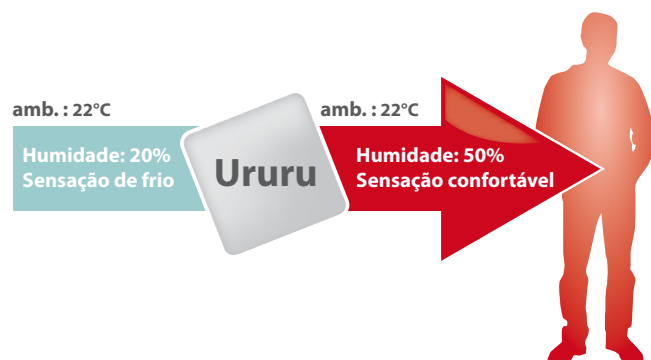 amb. : 22°C
Humidade: 20%
Sensação de frio
Ururu
amb. : 22°C
Humidade: 50%
Sensação confortável